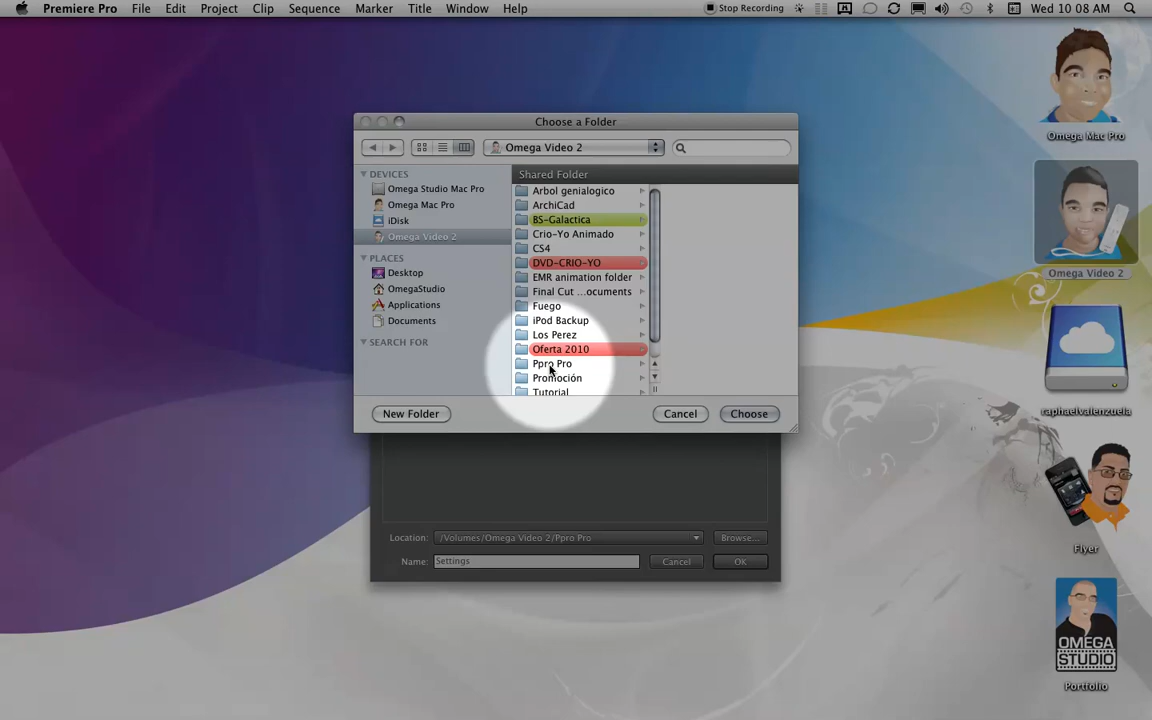 Premiere Pro File Edit Project Clip Sequence Marker Title Window Help Stop Recording Wed 10 08 AM
Choose a Folder
Omega Video 2
DEVICES
Omega Studio Mac Pro
Omega Mac Pro
iDisk
Omega Video 2
PLACES
Desktop
OmegaStudio
Applications
Documents
SEARCH FOR
Shared Folder
Arbol genialogico
ArchiCad
BS-Galactica
Crio-Yo Animado
CS4
DVD-CRIO-YO
EMR animation folder
Final Cut ...ocuments
Fuego
iPod Backup
Los Perez
Oferta 2010
Ppro Pro
Promoción
Tutorial
New Folder Cancel Choose
Location: /Volumes/Omega Video 2/Ppro Pro Browse...
Name: Settings Cancel OK
Omega Mac Pro
Omega Video 2
raphaelvalenzuela
Flyer
OMEGA
STUDIO
Portfolio